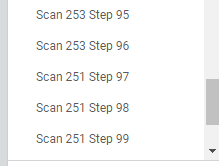 Scan 253 Step 95
Scan 253 Step 96
Scan 251 Step 97
Scan 251 Step 98
Scan 251 Step 99